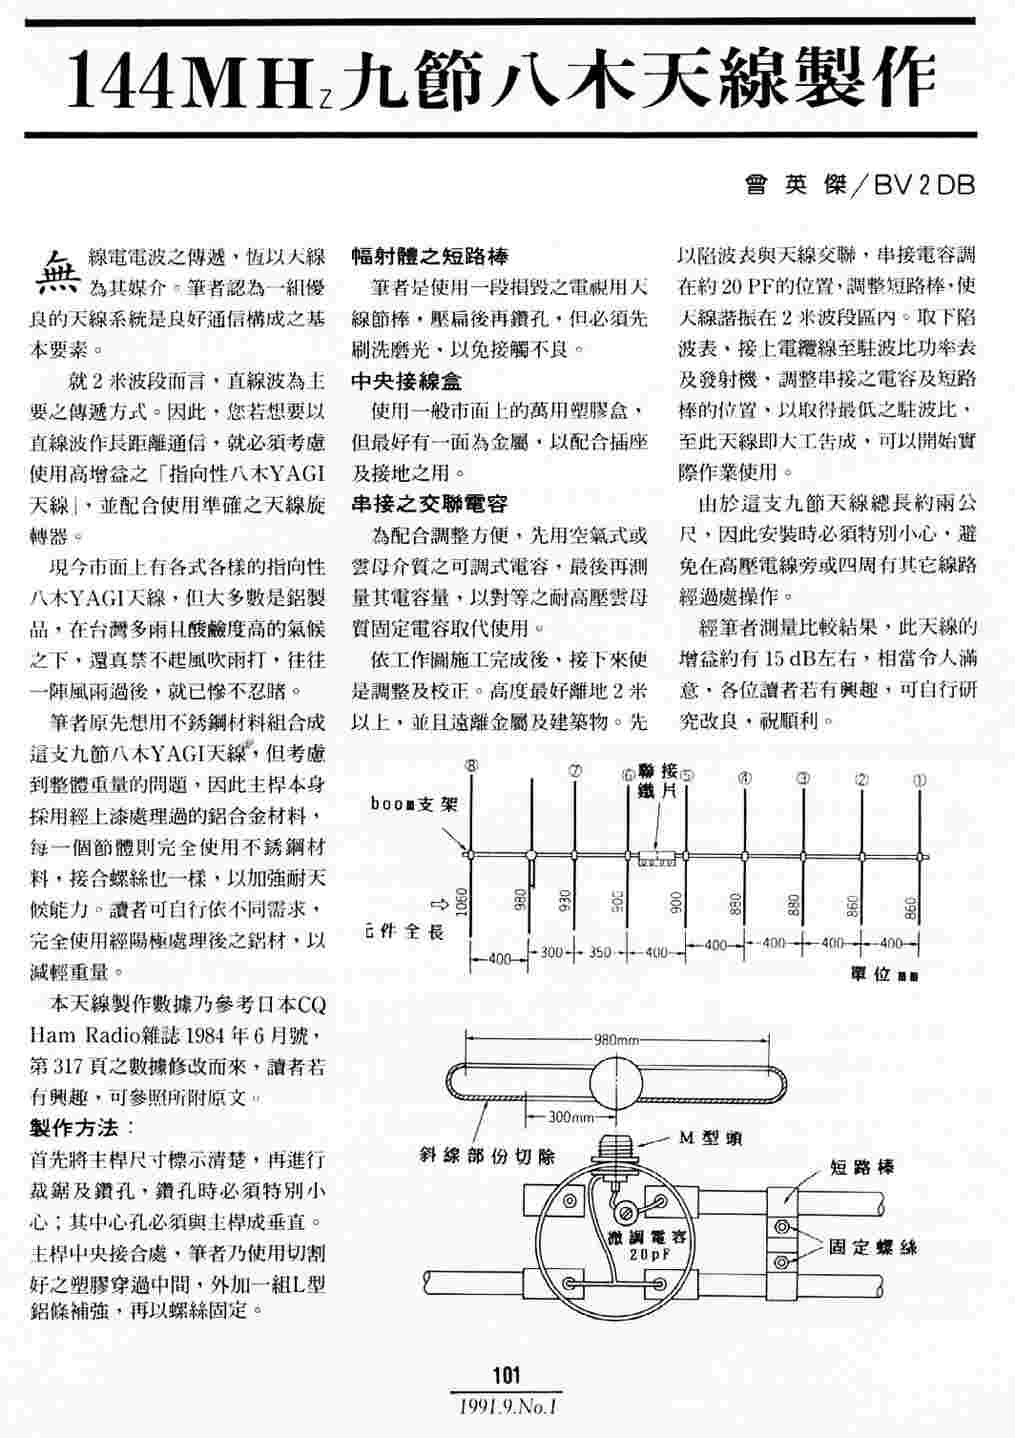 144MHz九節八木天線製作
曾英傑/BV2DB
無線電電波之傳遞，恆以天線
為其媒介。筆者認為一組優
良的天線系統是良好通信構成之基
本要素。
就2米波段而言，直線波為主
要之傳遞方式。因此，您若想要以
直線波作長距離通信，就必須考慮
使用高增益之「指向性八木YAGI
天線」，並配合使用準確之天線旋
轉器。
現今市面上有各式各樣的指向性
八木YAGI天線，但大多數是鋁製
品，在台灣多雨且酸鹼度高的氣候
之下，還真禁不起風吹雨打，往往
一陣風雨過後，就已慘不忍睹。
筆者原先想用不銹鋼材料組合成
這支九節八木YAGI天線，但考慮
到整體重量的問題，因此主桿本身
採用經上漆處理過的鋁合金材料，
每一個節體則完全使用不銹鋼材
料，接合螺絲也一樣，以加強耐天
候能力。讀者可自行依不同需求，
完全使用經陽極處理後之鋁材，以
減輕重量。
本天線製作數據乃參考日本CQ
Ham Radio雜誌1984年6月號，
第317頁之數據修改而來，讀者若
有興趣，可參照所附原文。
製作方法：
首先將主桿尺寸標示清楚，再進行
裁鋸及鑽孔，鑽孔時必須特別小
心；其中心孔必須與主桿成垂直。
主桿中央接合處，筆者乃使用切割
好之塑膠穿過中間，外加一組L型
鋁條補強，再以螺絲固定。
幅射體之短路棒
筆者是使用一段損毀之電視用天
線節棒，壓扁後再鑽孔，但必須先
刷洗磨光、以免接觸不良。
中央接線盒
使用一般市面上的萬用塑膠盒，
但最好有一面為金屬，以配合插座
及接地之用。
串接之交聯電容
為配合調整方便，先用空氣式或
雲母介質之可調式電容，最後再測
量其電容量，以對等之耐高壓雲母
質固定電容取代使用。
依工作圖施工完成後，接下來便
是調整及校正。高度最好離地2米
以上，並且遠離金屬及建築物。先
以陷波表與天線交聯，串接電容調
在約20PF的位置，調整短路棒，使
天線諧振在2米波段區內。取下陷
波表、接上電纜線至駐波比功率表
及發射機，調整串接之電容及短路
棒的位置，以取得最低之駐波比，
至此天線即大工告成，可以開始實
際作業使用。
由於這支九節天線總長約兩公
尺，因此安裝時必須特別小心，避
免在高壓電線旁或四周有其它線路
經過處操作。
經筆者測量比較結果，此天線的
增益約有15dB左右，相當令人滿
意，各位讀者若有興趣，可自行研
究改良，祝順利。
⑧ ⑦ ⑥ 聯接鐵片 ⑤ ④ ③ ② ①
boom支架
1060 980 930 900 900 880 880 860 860
元件全長
400 300 350 400 400 400 400 400
單位mm
980mm
300mm
斜線部份切除
M型頭
短路棒
微調電容
20pF
固定螺絲
101
1991.9.No.1